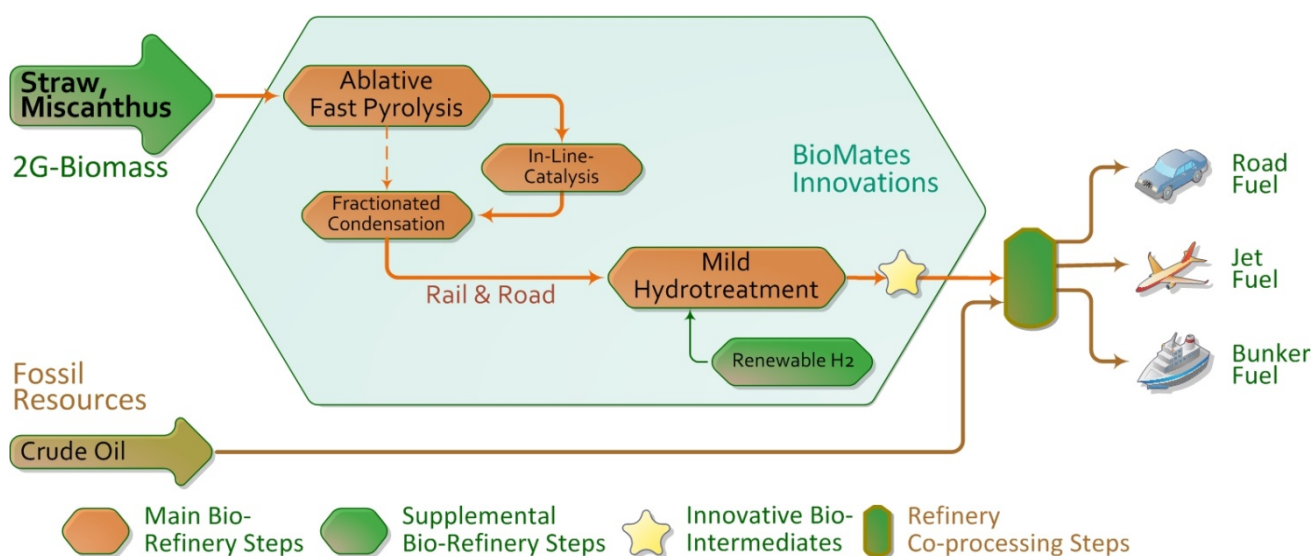 Straw,
Miscanthus
2G-Biomass
Ablative
Fast Pyrolysis
In-Line-
Catalysis
Fractionated
Condensation
BioMates
Innovations
Rail & Road
Mild
Hydrotreatment
Renewable H2
Road
Fuel
Jet
Fuel
Bunker
Fuel
Fossil
Resources
Crude Oil
Main Bio-
Refinery Steps
Supplemental
Bio-Refinery Steps
Innovative Bio-
Intermediates
Refinery
Co-processing Steps